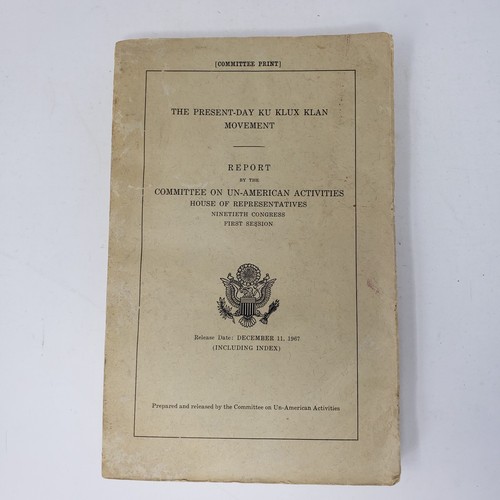 [COMMITTEE PRINT]
THE PRESENT-DAY KU KLUX KLAN
MOVEMENT
REPORT
BY THE
COMMITTEE ON UN-AMERICAN ACTIVITIES
HOUSE OF REPRESENTATIVES
NINETIETH CONGRESS
FIRST SESSION
Release Date: DECEMBER 11, 1967
(INCLUDING INDEX)
Prepared and released by the Committee on Un-American Activities